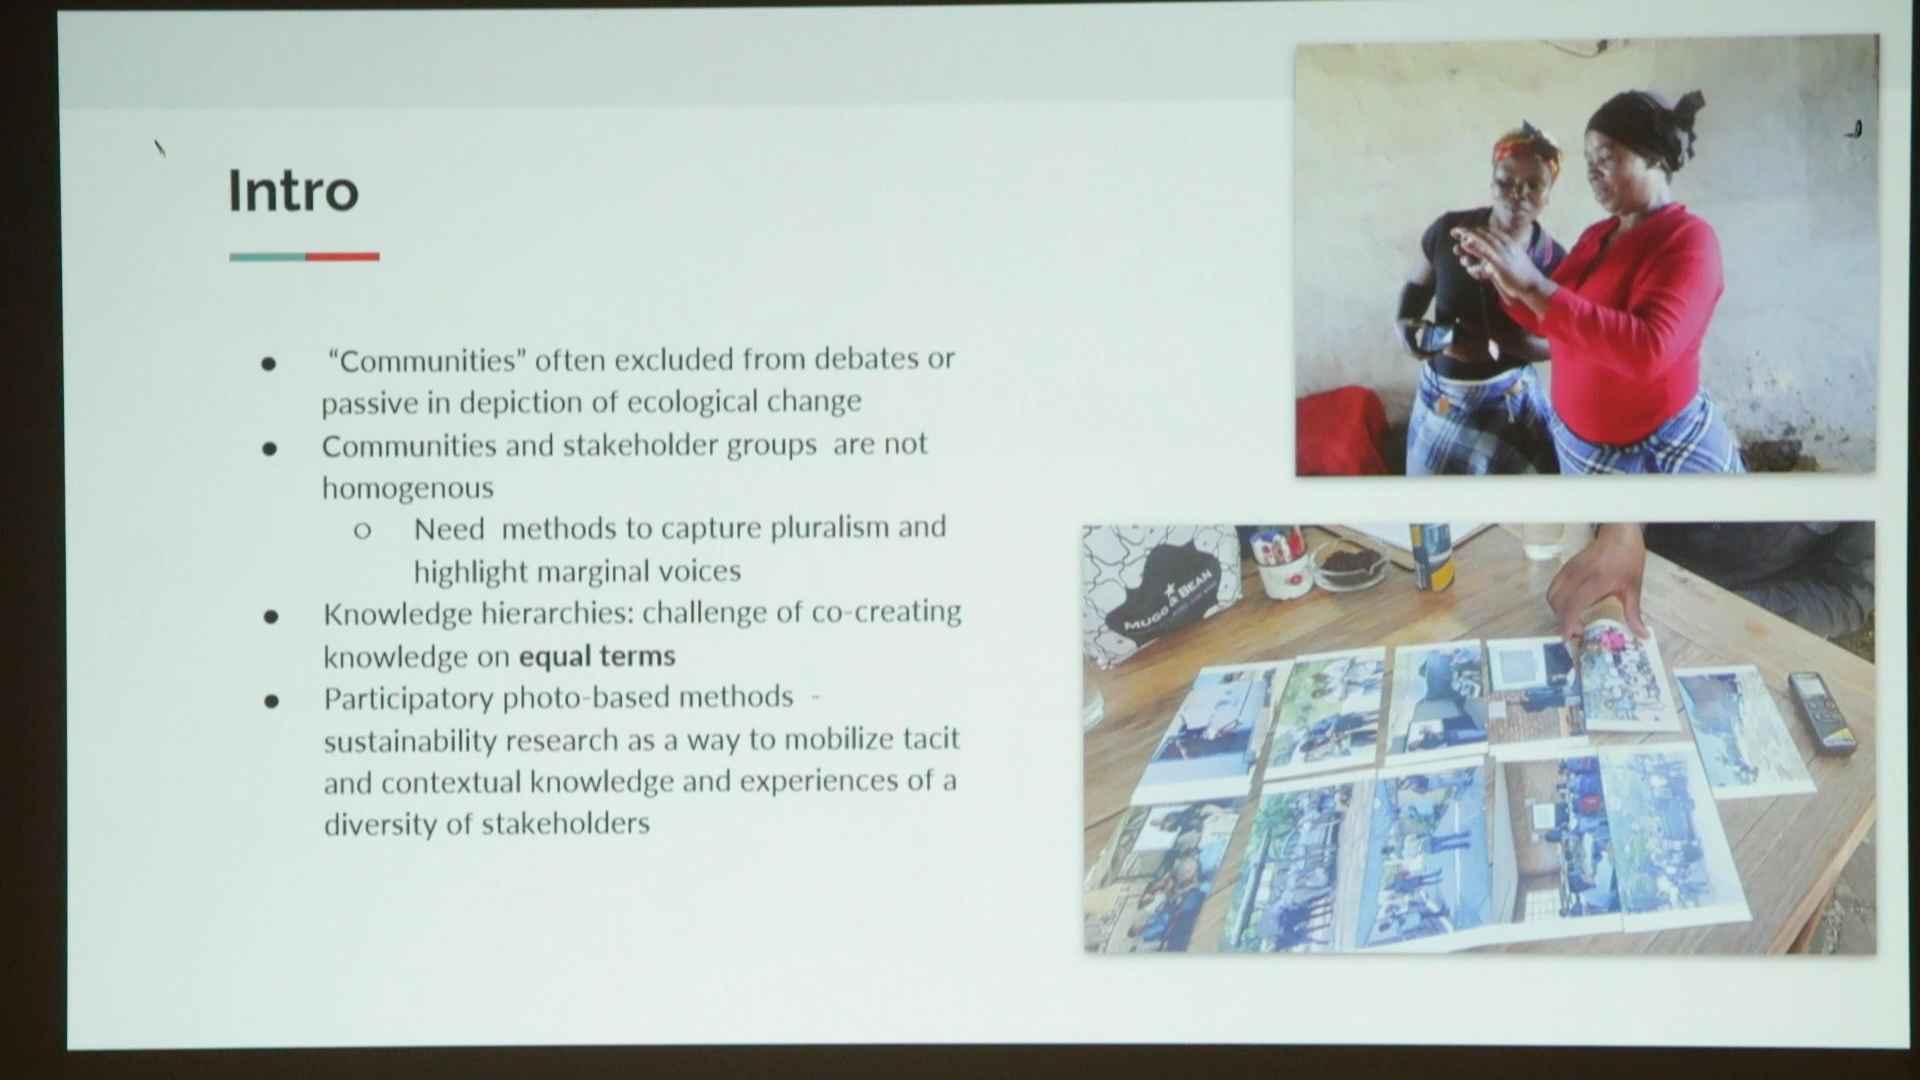 Intro
● “Communities” often excluded from debates or
passive in depiction of ecological change
● Communities and stakeholder groups are not
homogenous
○ Need methods to capture pluralism and
highlight marginal voices
● Knowledge hierarchies: challenge of co-creating
knowledge on equal terms
● Participatory photo-based methods -
sustainability research as a way to mobilize tacit
and contextual knowledge and experiences of a
diversity of stakeholders
MUGG & BEAN